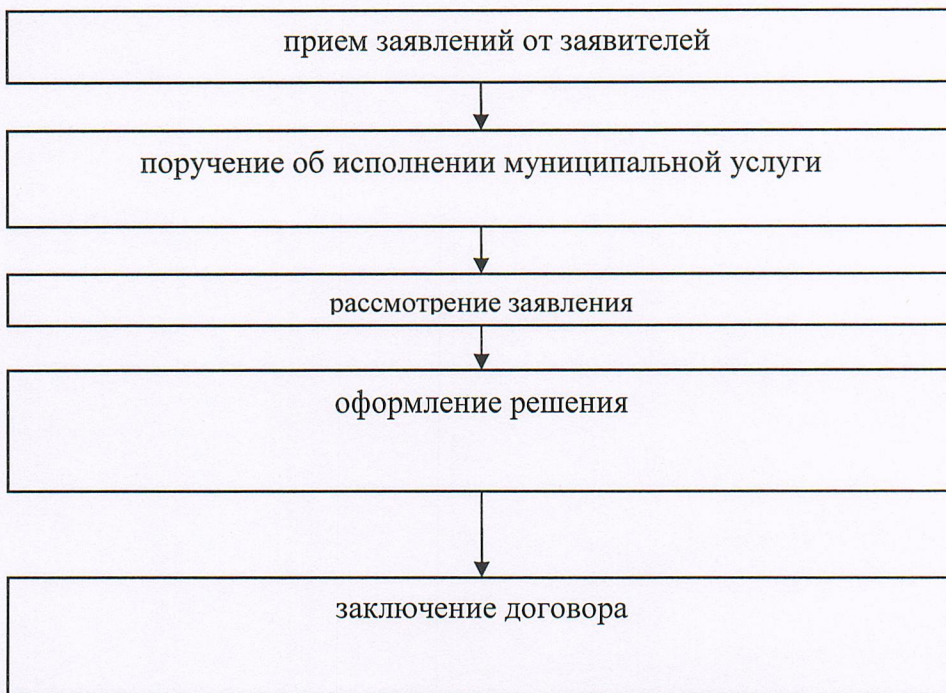 прием заявлений от заявителей
поручение об исполнении муниципальной услуги
рассмотрение заявления
оформление решения
заключение договора